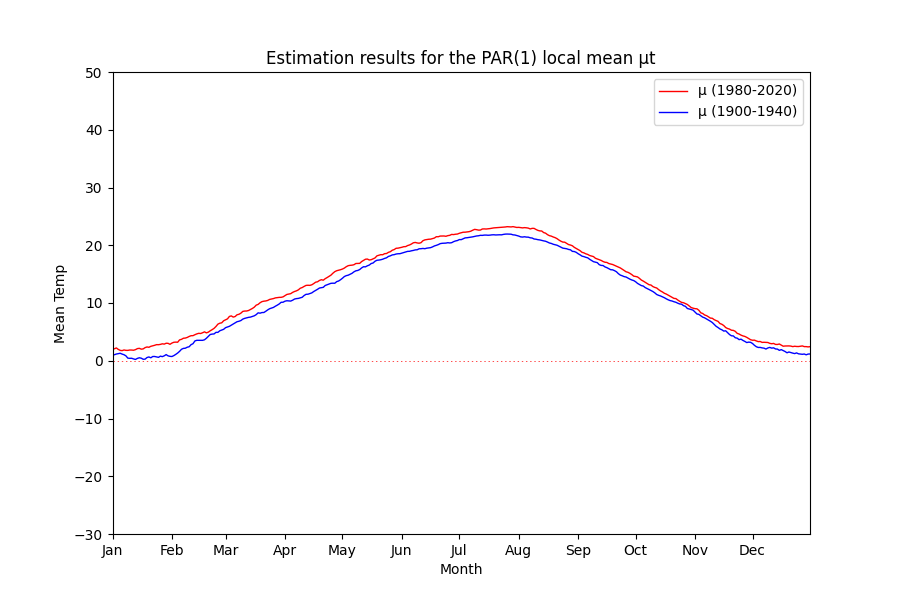 Estimation results for the PAR(1) local mean μt
μ (1980-2020)
μ (1900-1940)
50
40
30
20
10
0
−10
−20
−30
Mean Temp
Jan Feb Mar Apr May Jun Jul Aug Sep Oct Nov Dec
Month